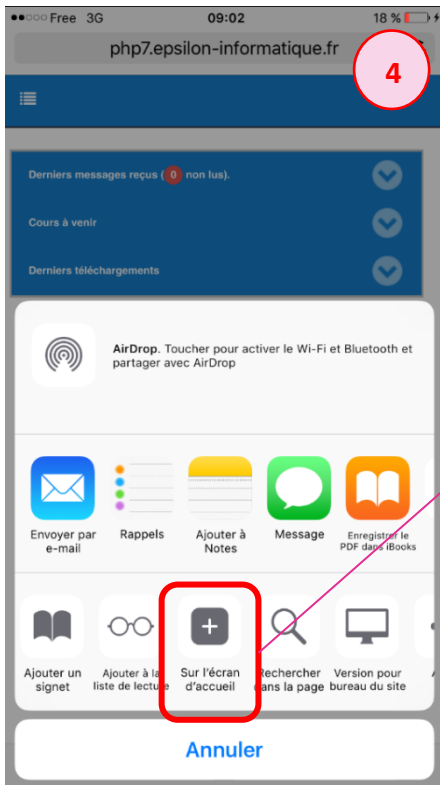 Free 3G 09:02 18 %
php7.epsilon-informatique.fr
4
Derniers messages reçus ( 0 non lus).
Cours à venir
Derniers téléchargements
AirDrop. Toucher pour activer le Wi-Fi et Bluetooth et
partager avec AirDrop
Envoyer par
e-mail
Rappels
Ajouter à
Notes
Message
Enregistrer le
PDF dans iBooks
Ajouter un
signet
Ajouter à la
liste de lecture
Sur l'écran
d'accueil
Rechercher
dans la page
Version pour
bureau du site
Annuler